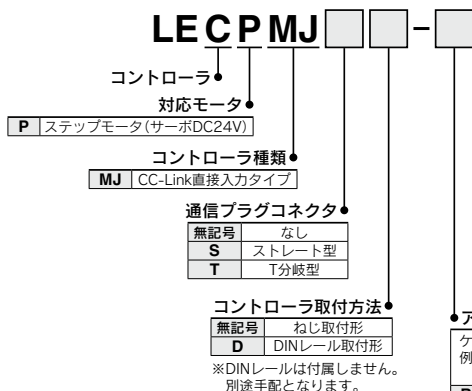 LECPMJ□□-□
コントローラ
対応モータ
P ステップモータ(サーボDC24V)
コントローラ種類
MJ CC-Link直接入力タイプ
通信プラグコネクタ
無記号 なし
S ストレート型
T T分岐型
コントローラ取付方法
無記号 ねじ取付形
D DINレール取付形
※DINレールは付属しません。
別途手配となります。